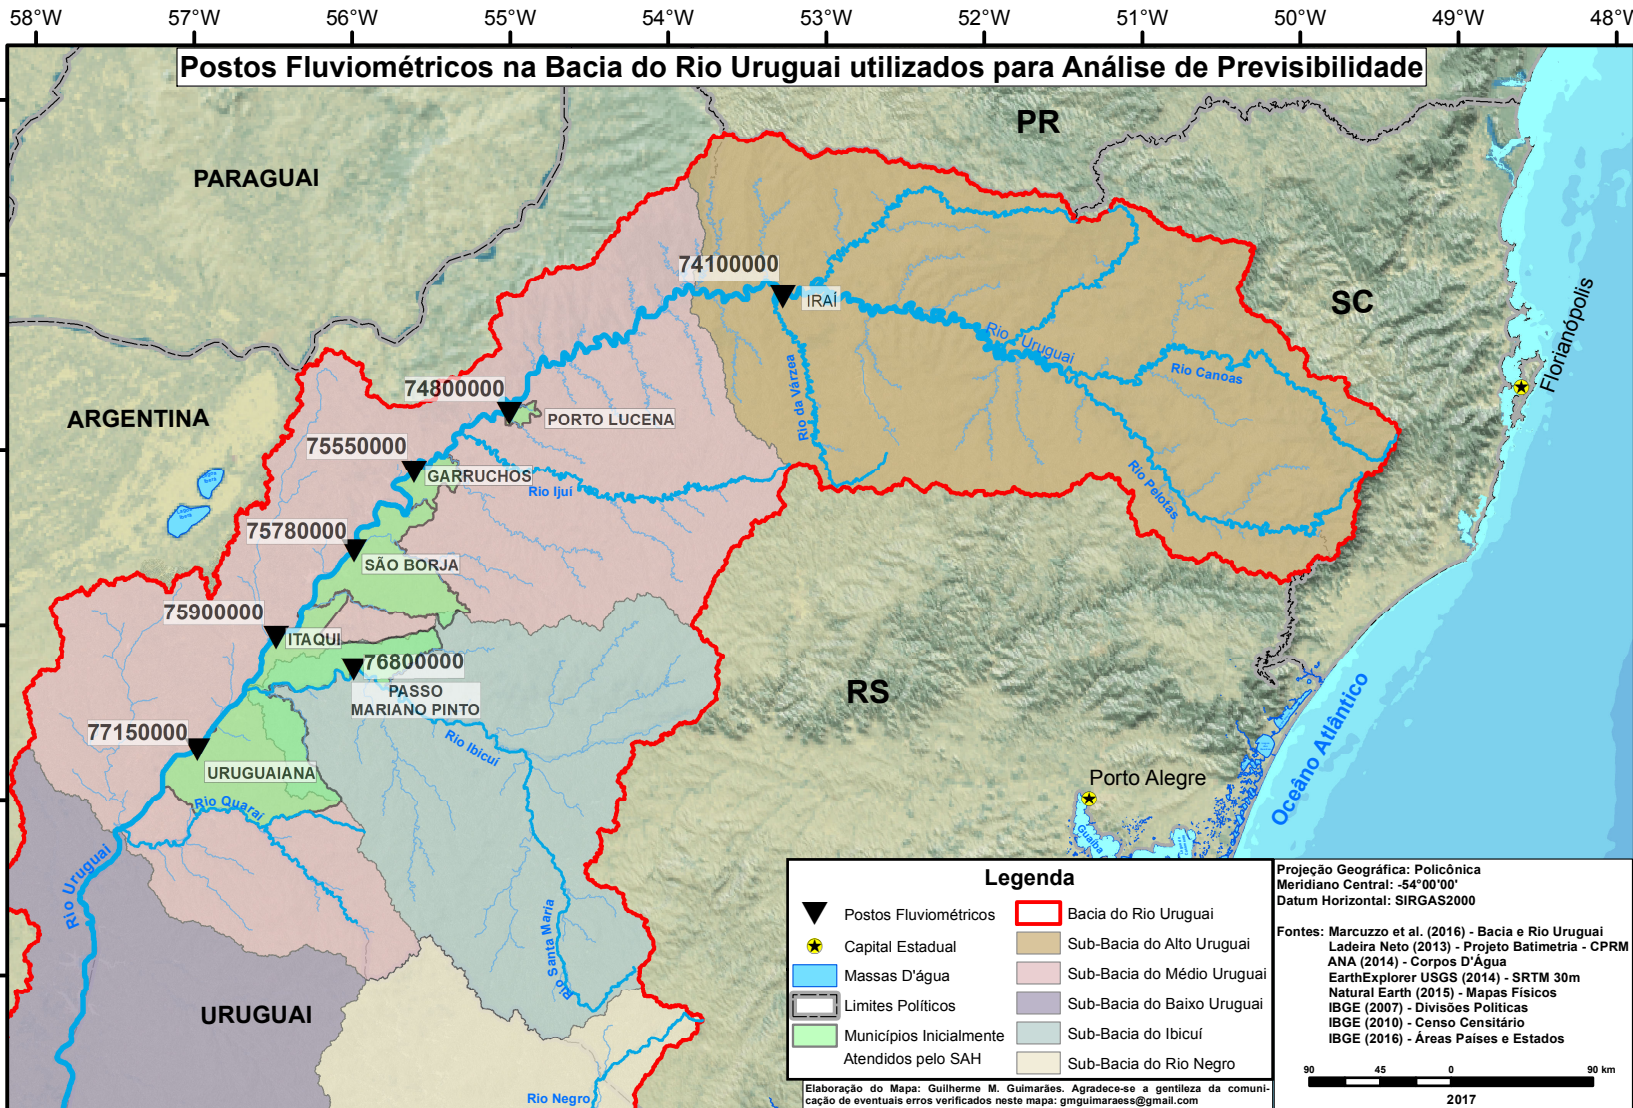 58°W 57°W 56°W 55°W 54°W 53°W 52°W 51°W 50°W 49°W 48°W
Postos Fluviométricos na Bacia do Rio Uruguai utilizados para Análise de Previsibilidade
PR
PARAGUAI
74100000
IRAÍ
SC
Florianópolis
Rio Uruguai
Rio Canoas
Rio da Várzea
74800000
PORTO LUCENA
ARGENTINA
75550000
GARRUCHOS
Rio Ijuí
Rio Pelotas
75780000
SÃO BORJA
75900000
ITAQUI
76800000
PASSO
MARIANO PINTO
RS
77150000
URUGUAIANA
Rio Ibicuí
Rio Quaraí
Oceâno Atlântico
Porto Alegre
Guaíba
Rio Uruguai
Rio Santa Maria
URUGUAI
Rio Negro
Legenda
Postos Fluviométricos
Capital Estadual
Massas D'água
Limites Políticos
Municípios Inicialmente
Atendidos pelo SAH
Bacia do Rio Uruguai
Sub-Bacia do Alto Uruguai
Sub-Bacia do Médio Uruguai
Sub-Bacia do Baixo Uruguai
Sub-Bacia do Ibicuí
Sub-Bacia do Rio Negro
Elaboração do Mapa: Guilherme M. Guimarães. Agradece-se a gentileza da comuni-
cação de eventuais erros verificados neste mapa: gmguimaraess@gmail.com
Projeção Geográfica: Policônica
Meridiano Central: -54°00'00'
Datum Horizontal: SIRGAS2000
Fontes: Marcuzzo et al. (2016) - Bacia e Rio Uruguai
Ladeira Neto (2013) - Projeto Batimetria - CPRM
ANA (2014) - Corpos D'Água
EarthExplorer USGS (2014) - SRTM 30m
Natural Earth (2015) - Mapas Físicos
IBGE (2007) - Divisões Politicas
IBGE (2010) - Censo Censitário
IBGE (2016) - Áreas Países e Estados
90 45 0 90 km
2017